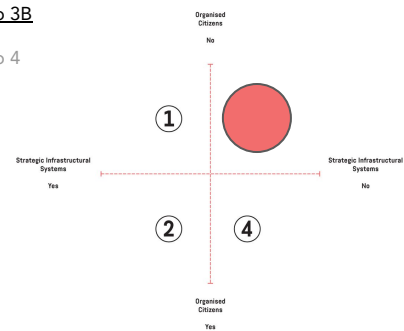 o 3B
o 4
Organised
Citizens
No
①
Strategic Infrastructural
Systems
Yes
Strategic Infrastructural
Systems
No
②
④
Organised
Citizens
Yes